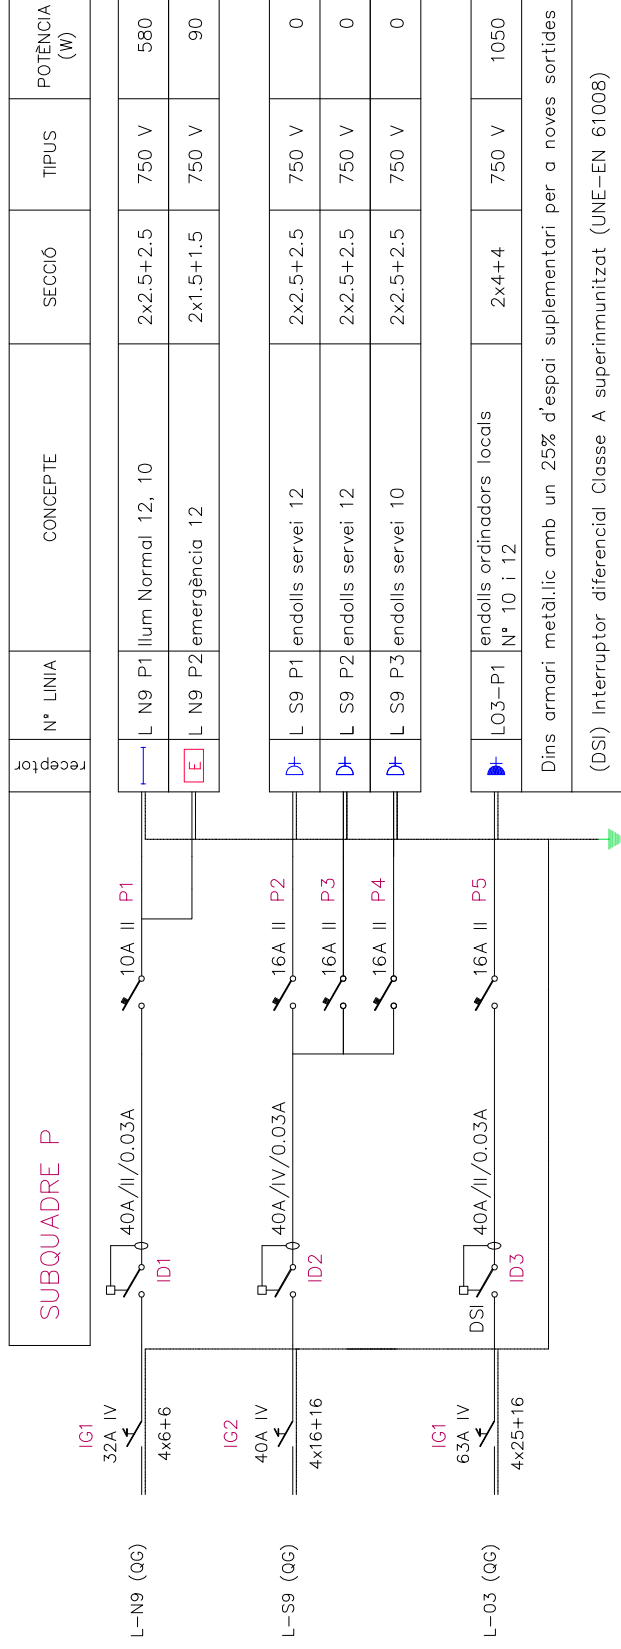 SUBQUADRE P
receptor
Nº LINIA
CONCEPTE
SECCIÓ
TIPUS
POTÈNCIA
(W)
L-N9 (QG)
IG1
32A IV
4x6+6
ID1
40A/II/0.03A
10A II P1
L N9 P1 llum Normal 12, 10 2x2.5+2.5 750 V 580
E L N9 P2 emergència 12 2x1.5+1.5 750 V 90
L-S9 (QG)
IG2
40A IV
4x16+16
ID2
40A/IV/0.03A
16A II P2
L S9 P1 endolls servei 12 2x2.5+2.5 750 V 0
16A II P3
L S9 P2 endolls servei 12 2x2.5+2.5 750 V 0
16A II P4
L S9 P3 endolls servei 10 2x2.5+2.5 750 V 0
L-03 (QG)
IG1
63A IV
4x25+16
DSI
ID3
40A/II/0.03A
16A II P5
LO3-P1 endolls ordinadors locals
Nº 10 i 12
2x4+4 750 V 1050
Dins armari metàl.lic amb un 25% d'espai suplementari per a noves sortides
(DSI) Interruptor diferencial Classe A superinmunitzat (UNE-EN 61008)